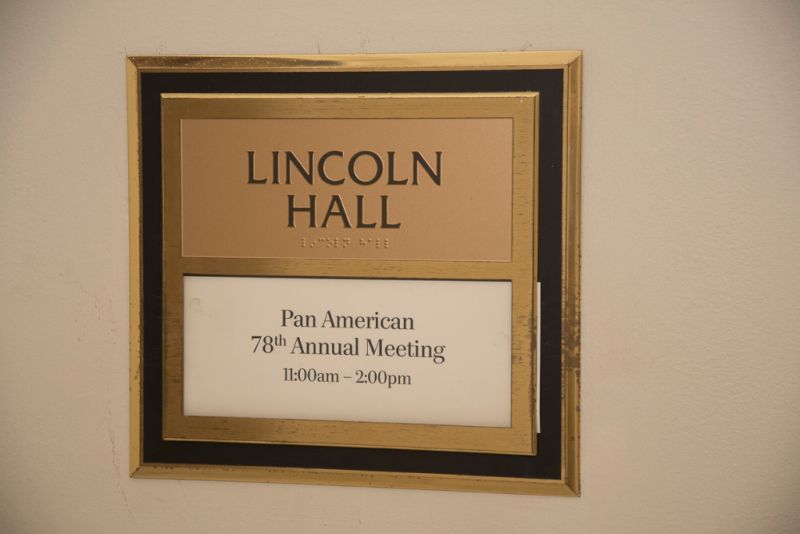 LINCOLN
HALL
Pan American
78th Annual Meeting
11:00am – 2:00pm